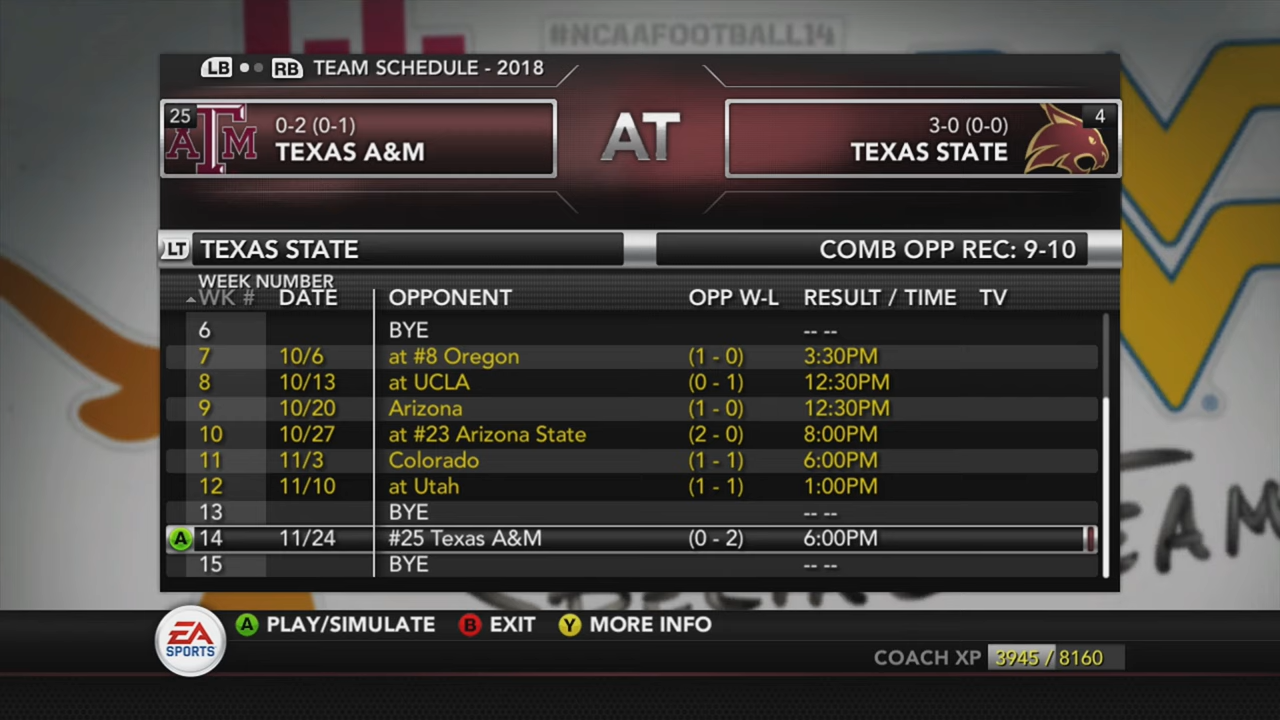 #NCAAFOOTBALL14
LB RB TEAM SCHEDULE - 2018
25 0-2 (0-1) TEXAS A&M AT 3-0 (0-0) TEXAS STATE 4
LT TEXAS STATE COMB OPP REC: 9-10
WEEK NUMBER
WK # DATE OPPONENT OPP W-L RESULT / TIME TV
6 BYE -- --
7 10/6 at #8 Oregon (1 - 0) 3:30PM
8 10/13 at UCLA (0 - 1) 12:30PM
9 10/20 Arizona (1 - 0) 12:30PM
10 10/27 at #23 Arizona State (2 - 0) 8:00PM
11 11/3 Colorado (1 - 1) 6:00PM
12 11/10 at Utah (1 - 1) 1:00PM
13 BYE -- --
A 14 11/24 #25 Texas A&M (0 - 2) 6:00PM
15 BYE -- --
EA SPORTS A PLAY/SIMULATE B EXIT Y MORE INFO
COACH XP 3945 / 8160